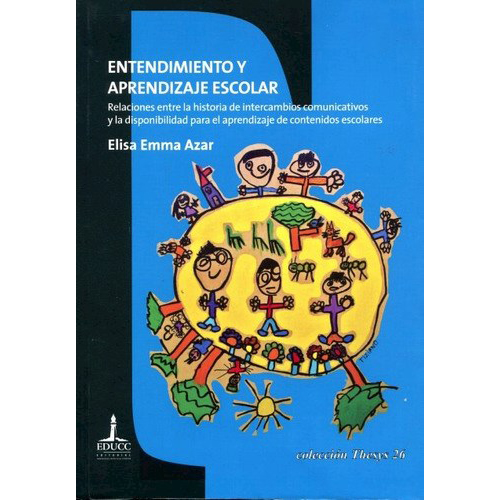 ENTENDIMIENTO Y
APRENDIZAJE ESCOLAR
Relaciones entre la historia de intercambios comunicativos
y la disponibilidad para el aprendizaje de contenidos escolares
Elisa Emma Azar
EDUCC
EDITORIAL
colección Thesys 26